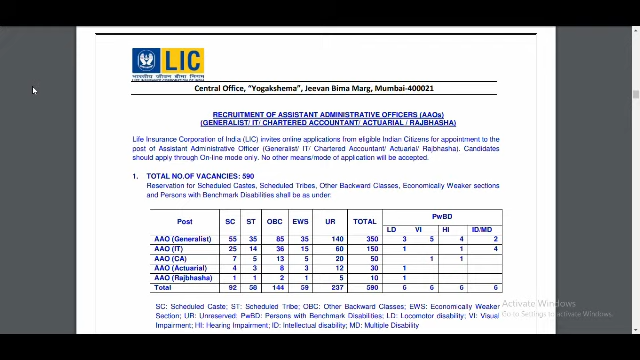 LIC
भारतीय जीवन बीमा निगम
LIFE INSURANCE CORPORATION OF INDIA
Central Office, “Yogakshema”, Jeevan Bima Marg, Mumbai-400021
RECRUITMENT OF ASSISTANT ADMINISTRATIVE OFFICERS (AAOs)
(GENERALIST/ IT/ CHARTERED ACCOUNTANT/ ACTUARIAL / RAJBHASHA)
Life Insurance Corporation of India (LIC) invites online applications from eligible Indian Citizens for appointment to the
post of Assistant Administrative Officer (Generalist/ IT/ Chartered Accountant/ Actuarial/ Rajbhasha). Candidates
should apply through On-line mode only. No other means/mode of application will be accepted.
1. TOTAL NO.OF VACANCIES: 590
Reservation for Scheduled Castes, Scheduled Tribes, Other Backward Classes, Economically Weaker sections
and Persons with Benchmark Disabilities shall be as under:
Post SC ST OBC EWS UR TOTAL PwBD
LD VI HI ID/MD
AAO (Generalist) 55 35 85 35 140 350 3 5 4 2
AAO (IT) 25 14 36 15 60 150 1 1 4
AAO (CA) 7 5 13 5 20 50 1 1
AAO (Actuarial) 4 3 8 3 12 30 1
AAO (Rajbhasha) 1 1 2 1 5 10 1
Total 92 58 144 59 237 590 6 6 6 6
SC: Scheduled Caste ST: Scheduled Tribe OBC: Other Backward Classes; EWS: Economically Weaker
Section; UR: Unreserved; PwBD: Persons with Benchmark Disabilities; LD: Locomotor disability; VI: Visual
Impairment; HI: Hearing Impairment; ID: Intellectual disability; MD: Multiple Disability
Activate Windows
Go to Settings to activate Windows.